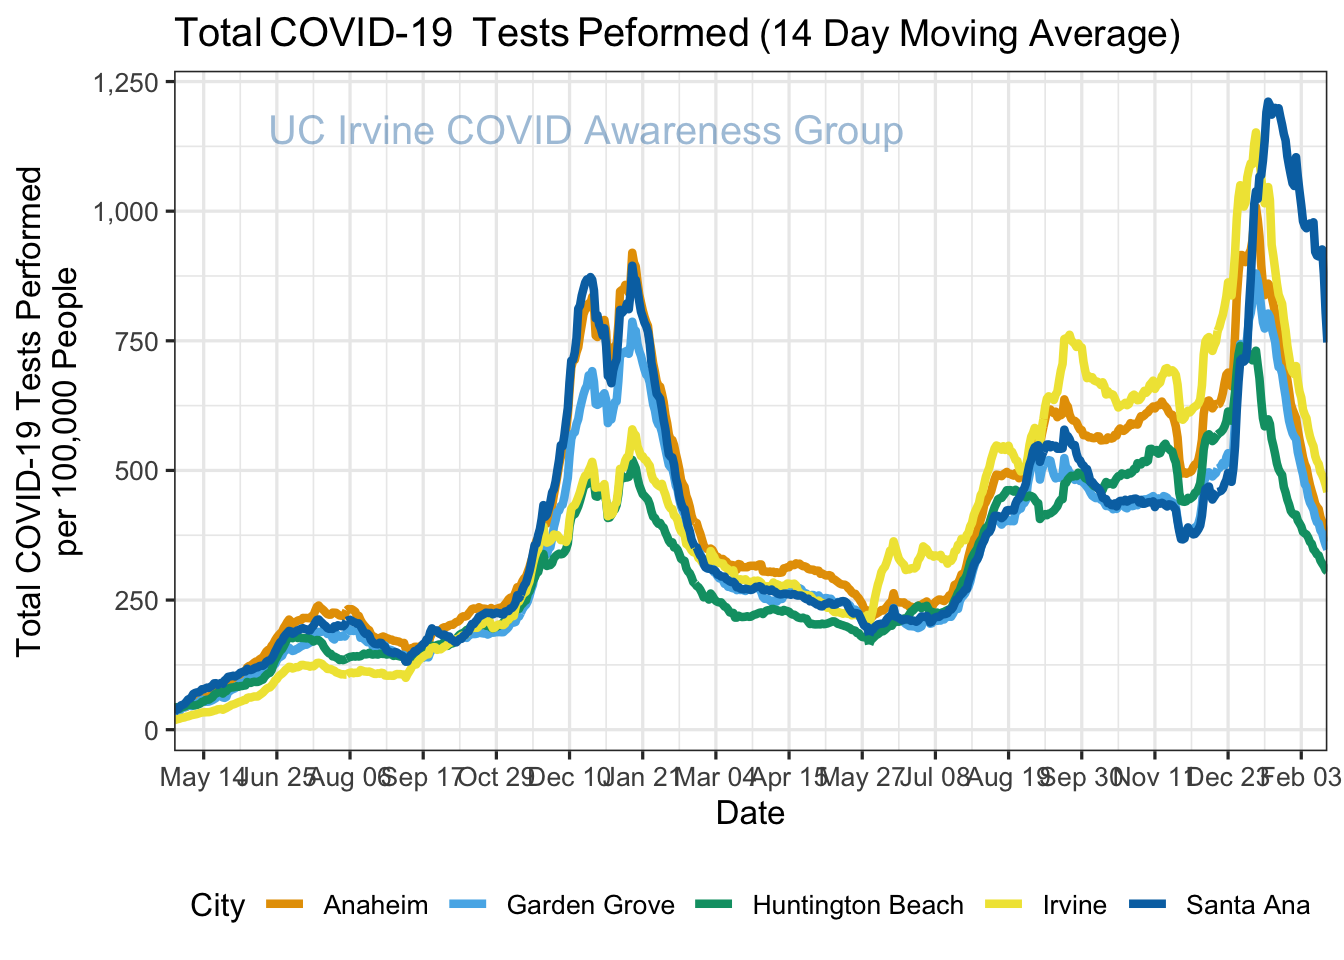 Total COVID-19 Tests Peformed (14 Day Moving Average)
UC Irvine COVID Awareness Group
Total COVID-19 Tests Performed
per 100,000 People
1,250
1,000
750
500
250
0
May 14 Jun 25 Aug 06 Sep 17 Oct 29 Dec 10 Jan 21 Mar 04 Apr 15 May 27 Jul 08 Aug 19 Sep 30 Nov 11 Dec 23 Feb 03
Date
City Anaheim Garden Grove Huntington Beach Irvine Santa Ana